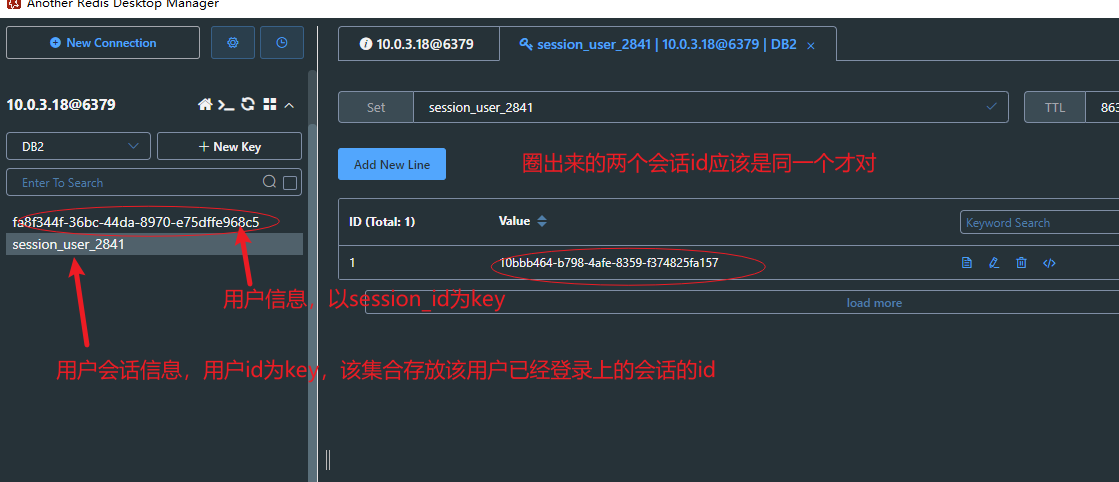 Another Redis Desktop Manager
New Connection
10.0.3.18@6379
session_user_2841 | 10.0.3.18@6379 | DB2
10.0.3.18@6379
Set
session_user_2841
TTL
863
DB2
New Key
Add New Line
圈出来的两个会话id应该是同一个才对
Enter To Search
fa8f344f-36bc-44da-8970-e75dffe968c5
session_user_2841
ID (Total: 1)
Value
Keyword Search
1
10bbb464-b798-4afe-8359-f374825fa157
load more
用户信息，以session_id为key
用户会话信息，用户id为key，该集合存放该用户已经登录上的会话的id